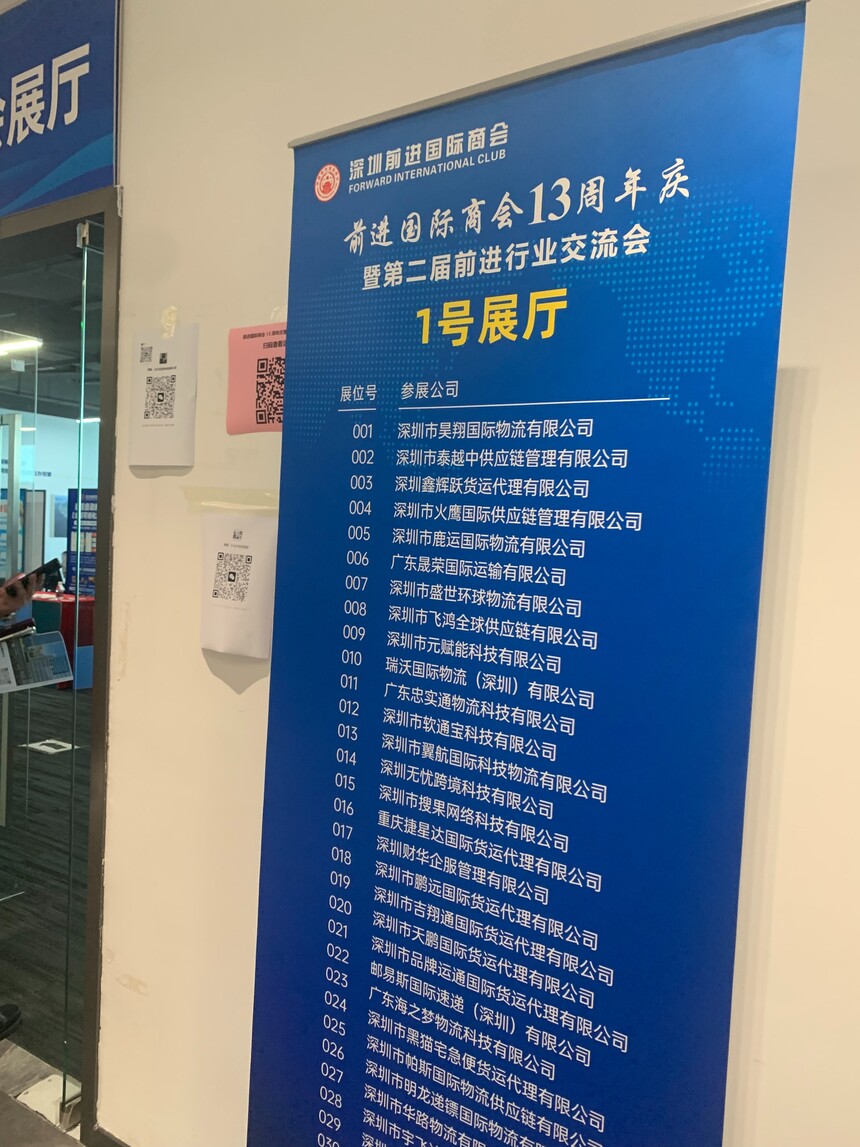 展厅
深圳前进国际商会
FORWARD INTERNATIONAL CLUB
前进国际商会13周年庆
暨第二届前进行业交流会
1号展厅
展位号 参展公司
001 深圳市昊翔国际物流有限公司
002 深圳市泰越中供应链管理有限公司
003 深圳鑫辉跃货运代理有限公司
004 深圳市火鹰国际供应链管理有限公司
005 深圳市鹿运国际物流有限公司
006 广东晟荣国际运输有限公司
007 深圳市盛世环球物流有限公司
008 深圳市飞鸿全球供应链有限公司
009 深圳市元赋能科技有限公司
010 瑞沃国际物流（深圳）有限公司
011 广东忠实通物流科技有限公司
012 深圳市软通宝科技有限公司
013 深圳市翼航国际科技物流有限公司
014 深圳无忧跨境科技有限公司
015 深圳市搜果网络科技有限公司
016 重庆捷星达国际货运代理有限公司
017 深圳财华企服管理有限公司
018 深圳市鹏远国际货运代理有限公司
019 深圳市吉翔通国际货运代理有限公司
020 深圳市天鹏国际货运代理有限公司
021 深圳市品牌运通国际货运代理有限公司
022 邮易斯国际速递（深圳）有限公司
023 广东海之梦物流科技有限公司
024 深圳市黑猫宅急便货运代理有限公司
025 深圳市帕斯国际物流供应链有限公司
026 深圳市明龙递镖国际物流有限
027 深圳市华路物流有限
028 深圳市宇飞
029
030